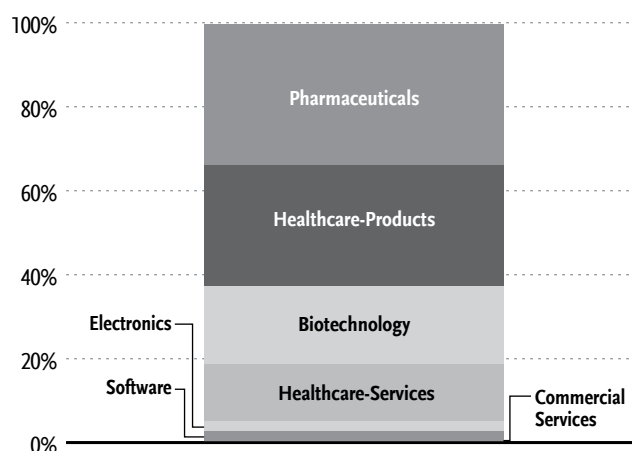 100%
Pharmaceuticals
80%
60%
Healthcare-Products
40%
Electronics
Biotechnology
20%
Software
Healthcare-Services
Commercial
Services
0%